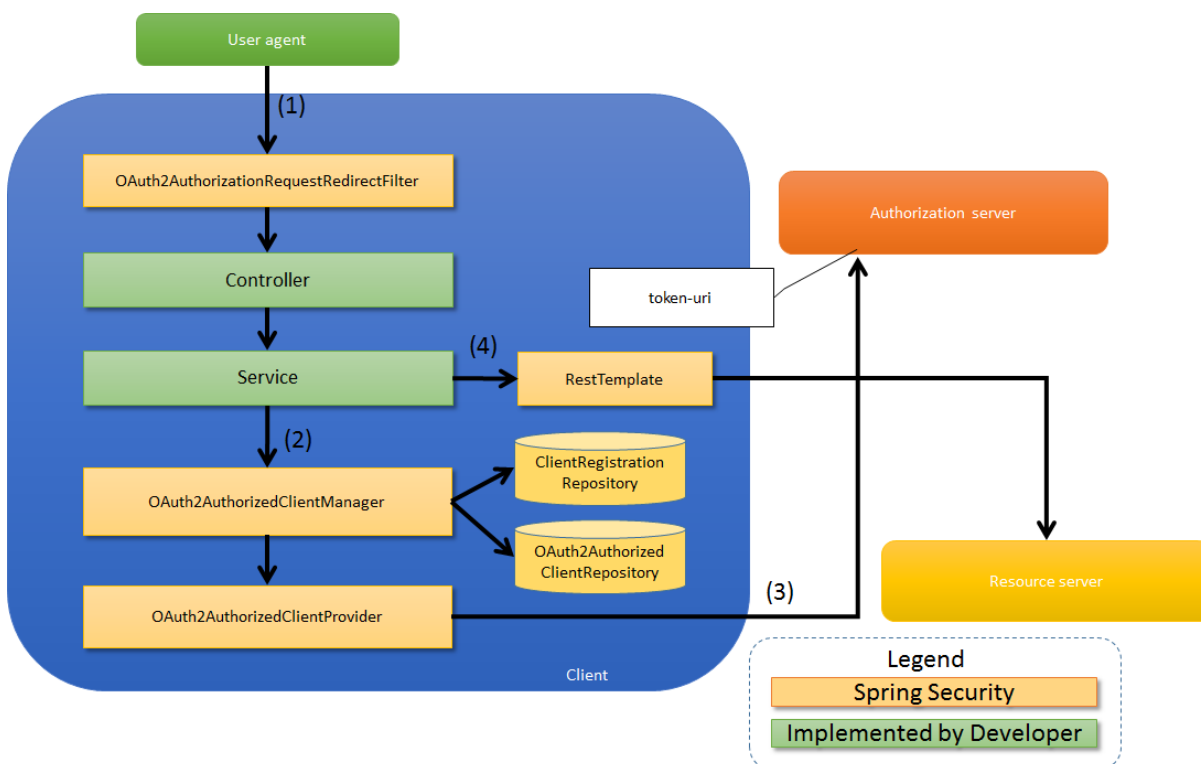 User agent
(1)
OAuth2AuthorizationRequestRedirectFilter
Authorization server
Controller
token-uri
Service
(4)
RestTemplate
(2)
ClientRegistration
Repository
OAuth2AuthorizedClientManager
OAuth2Authorized
ClientRepository
Resource server
OAuth2AuthorizedClientProvider
(3)
Client
Legend
Spring Security
Implemented by Developer